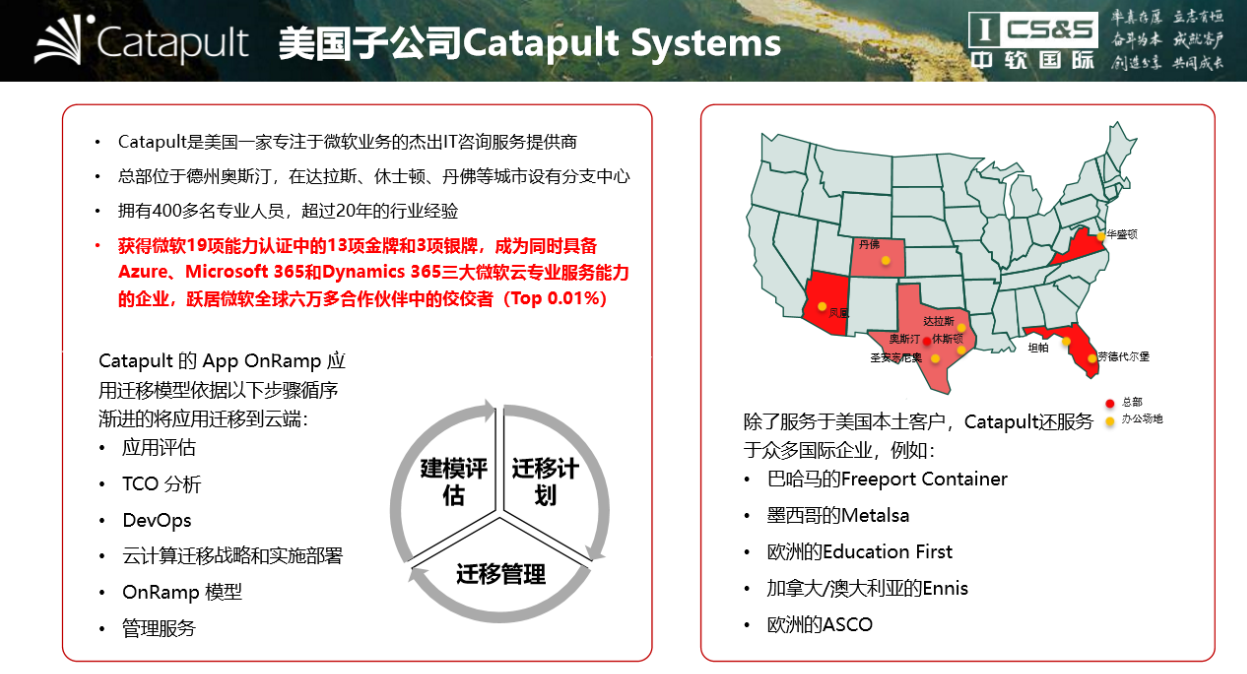 Catapult
美国子公司Catapult Systems
CS&S
中软国际
率真在属 立志有恒
奋斗为本 成就客户
创造分享 共同成长
• Catapult是美国一家专注于微软业务的杰出IT咨询服务提供商
• 总部位于德州奥斯汀，在达拉斯、休士顿、丹佛等城市设有分支中心
• 拥有400多名专业人员，超过20年的行业经验
• 获得微软19项能力认证中的13项金牌和3项银牌，成为同时具备
Azure、Microsoft 365和Dynamics 365三大微软云专业服务能力
的企业，跃居微软全球六万多合作伙伴中的佼佼者（Top 0.01%）
Catapult 的 App OnRamp 应
用迁移模型依据以下步骤循序
渐进的将应用迁移到云端：
• 应用评估
• TCO 分析
• DevOps
• 云计算迁移战略和实施部署
• OnRamp 模型
• 管理服务
建模评
估
迁移计
划
迁移管理
华盛顿
丹佛
凤凰
达拉斯
奥斯汀
休斯顿
圣安东尼奥
坦帕
劳德代尔堡
总部
办公场地
除了服务于美国本土客户，Catapult还服务
于众多国际企业，例如：
• 巴哈马的Freeport Container
• 墨西哥的Metalsa
• 欧洲的Education First
• 加拿大/澳大利亚的Ennis
• 欧洲的ASCO